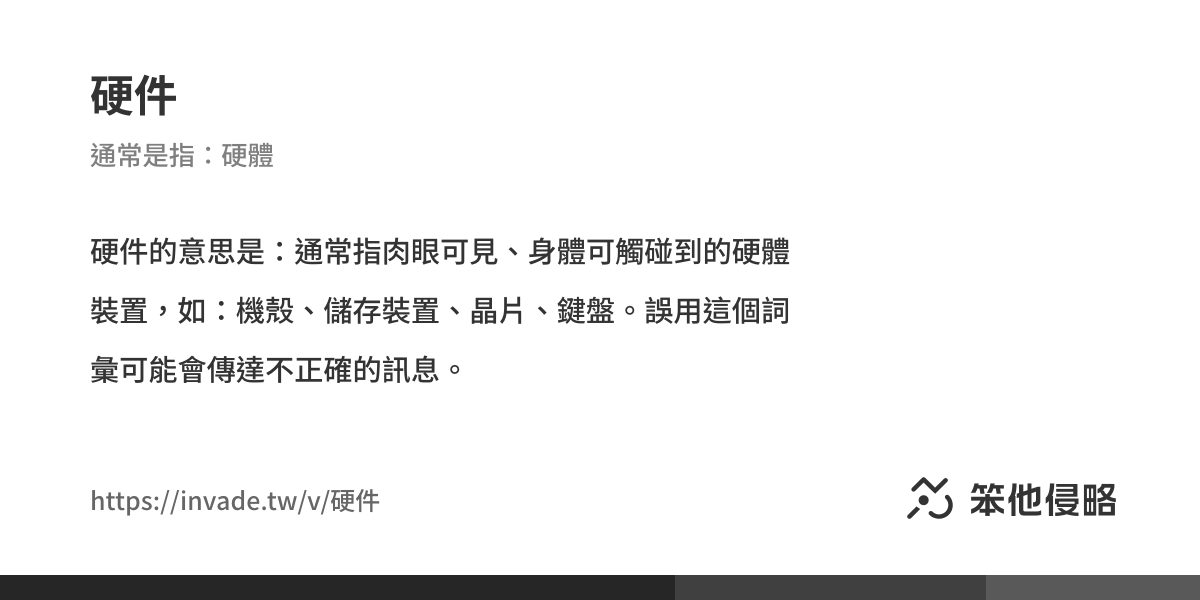 硬件
通常是指：硬體
硬件的意思是：通常指肉眼可見、身體可觸碰到的硬體
裝置，如：機殼、儲存裝置、晶片、鍵盤。誤用這個詞
彙可能會傳達不正確的訊息。
https://invade.tw/v/硬件
笨他侵略